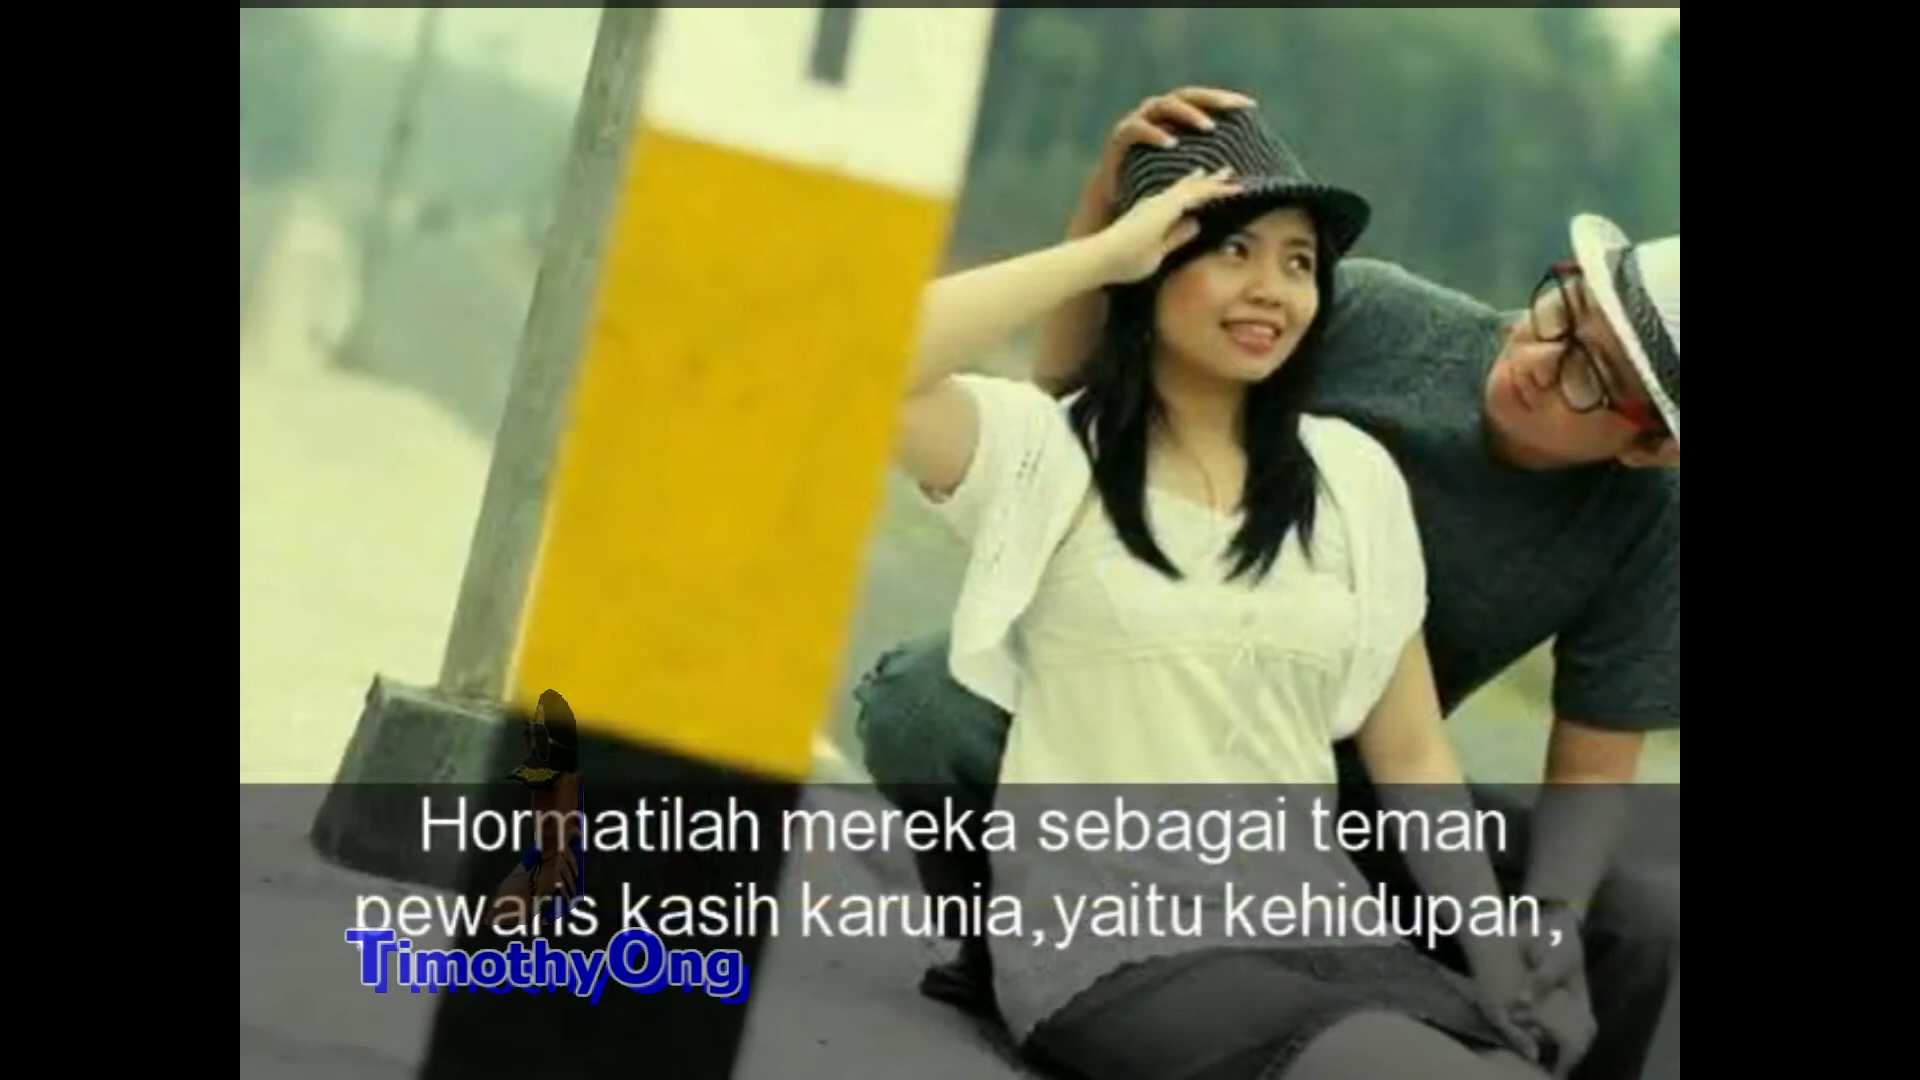 Hormatilah mereka sebagai teman
pewaris kasih karunia,yaitu kehidupan,
TimothyOng